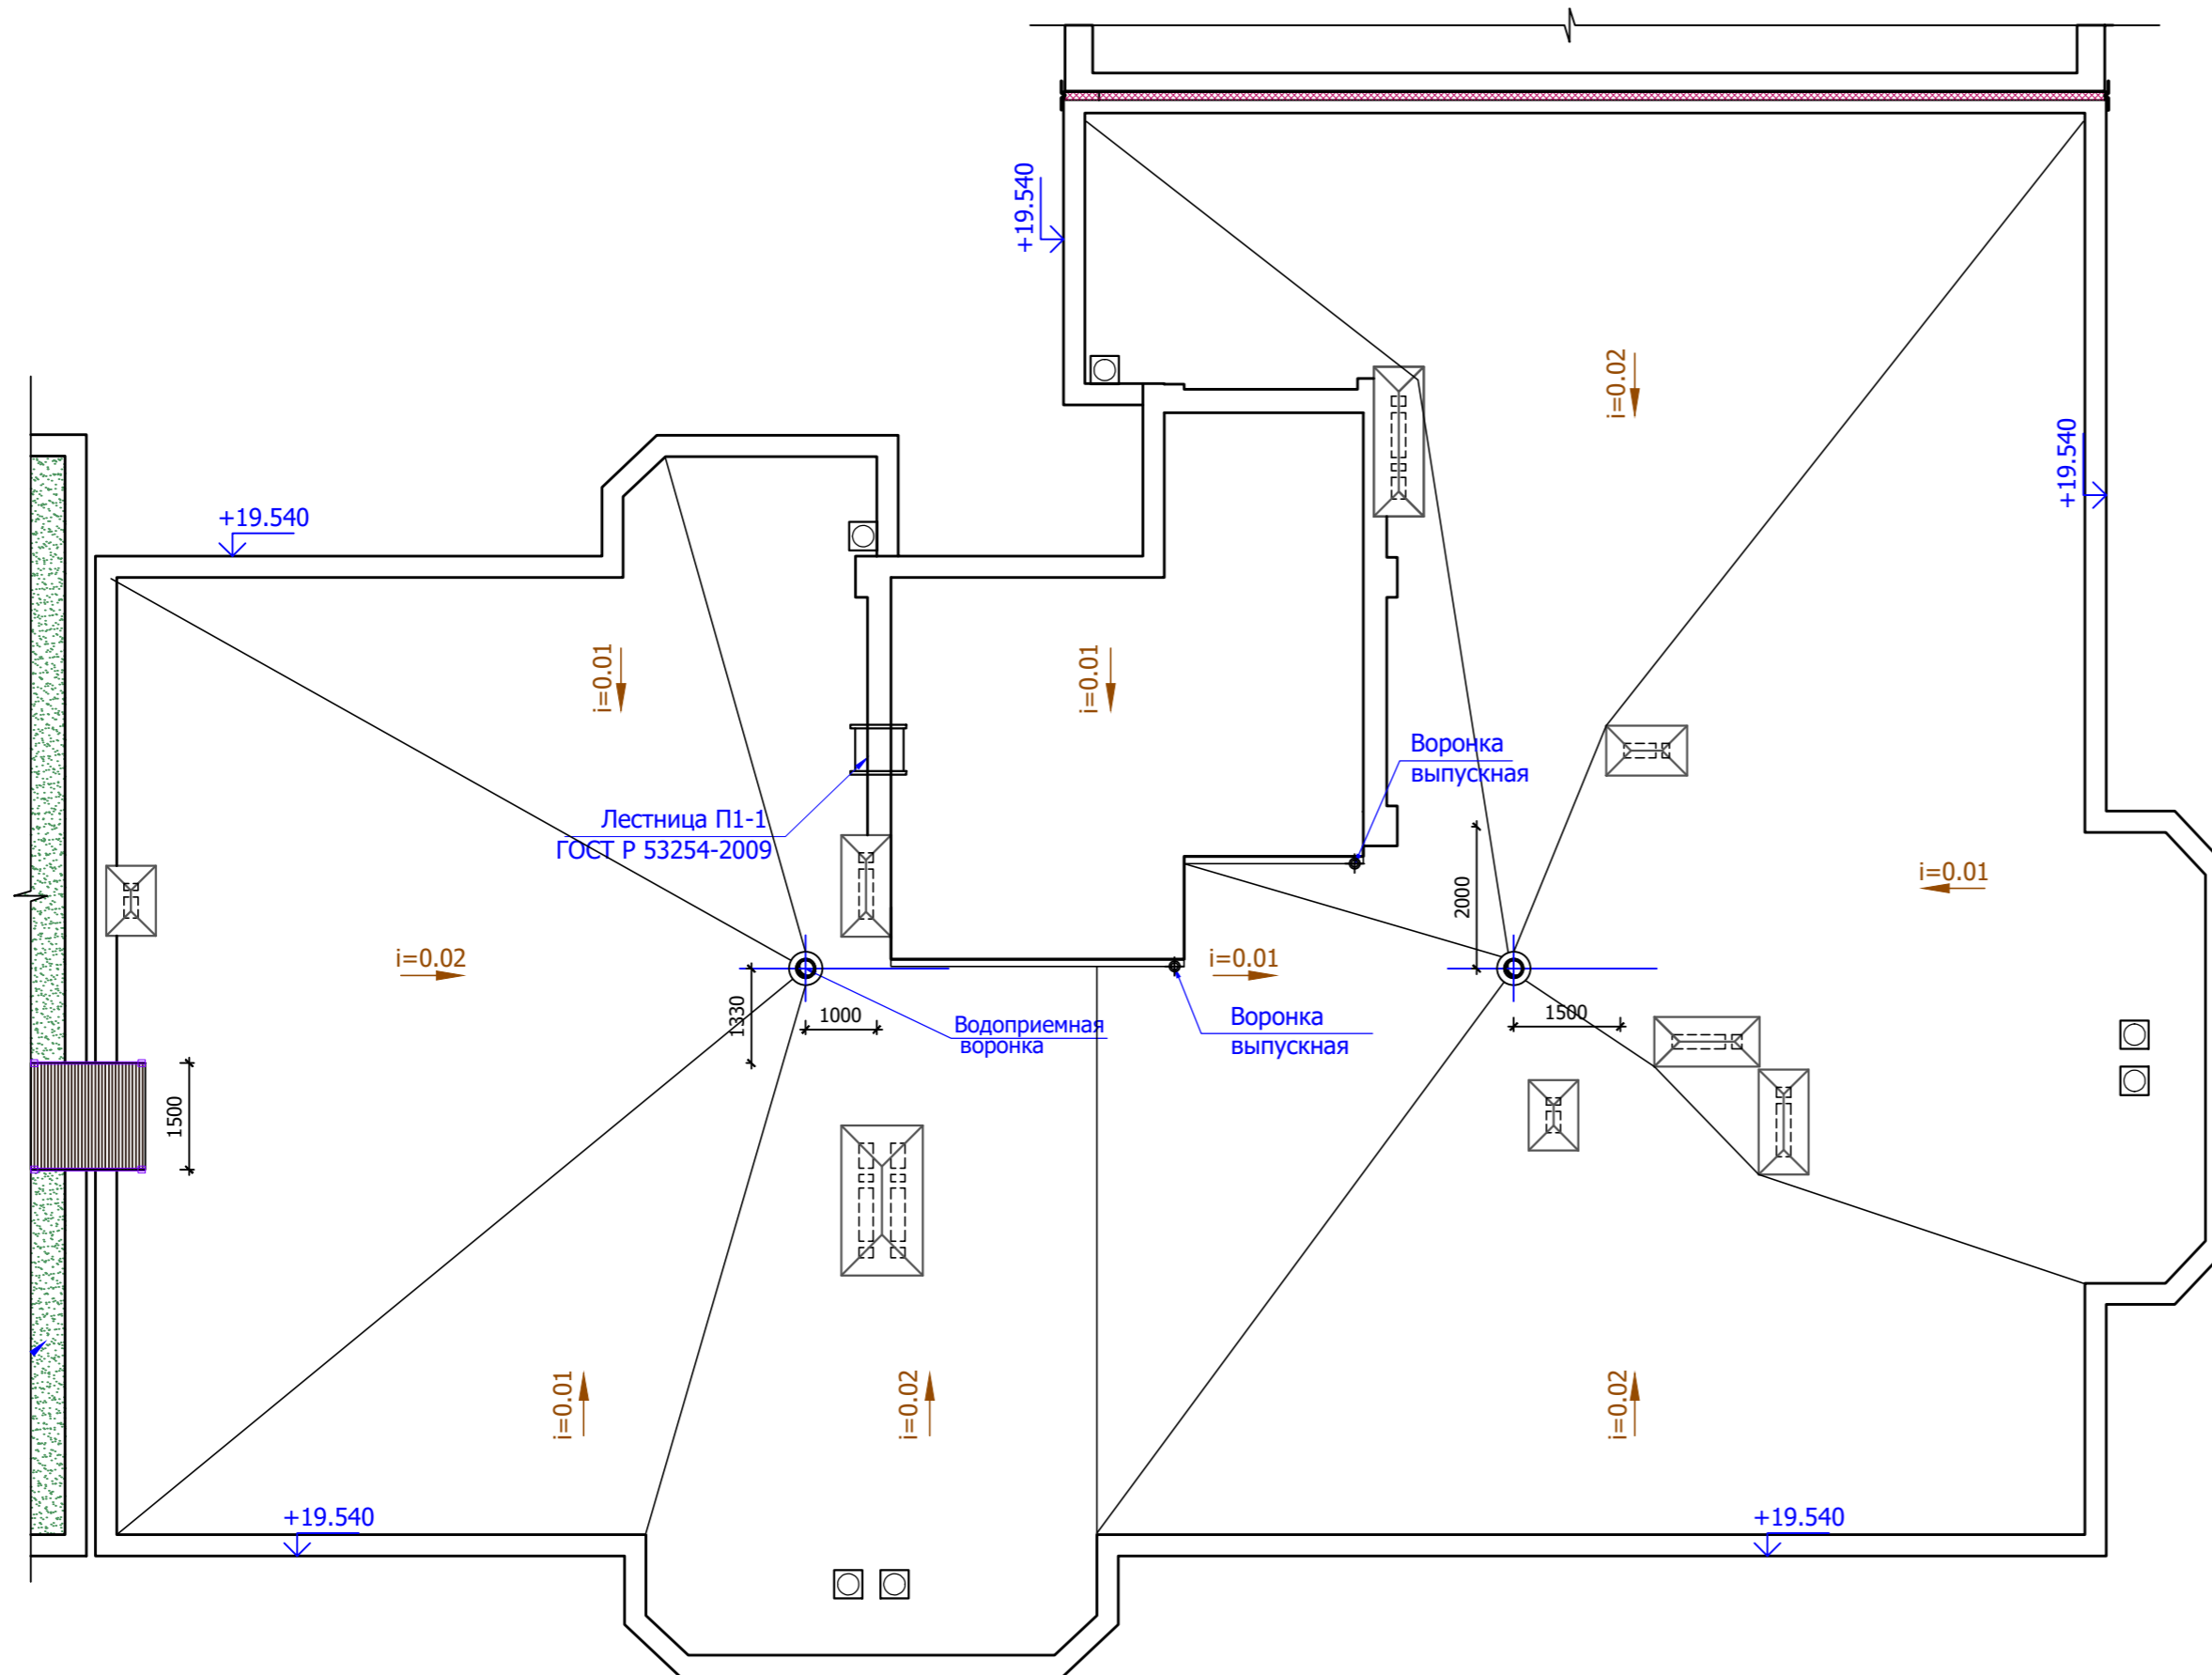 +19.540
i=0.02
+19.540
+19.540
i=0.01
i=0.01
Воронка
выпускная
Лестница П1-1
ГОСТ Р 53254-2009
2000
i=0.01
i=0.02
i=0.01
1330
1000
Водоприемная
воронка
Воронка
выпускная
1500
1500
i=0.01
i=0.02
i=0.02
+19.540
+19.540